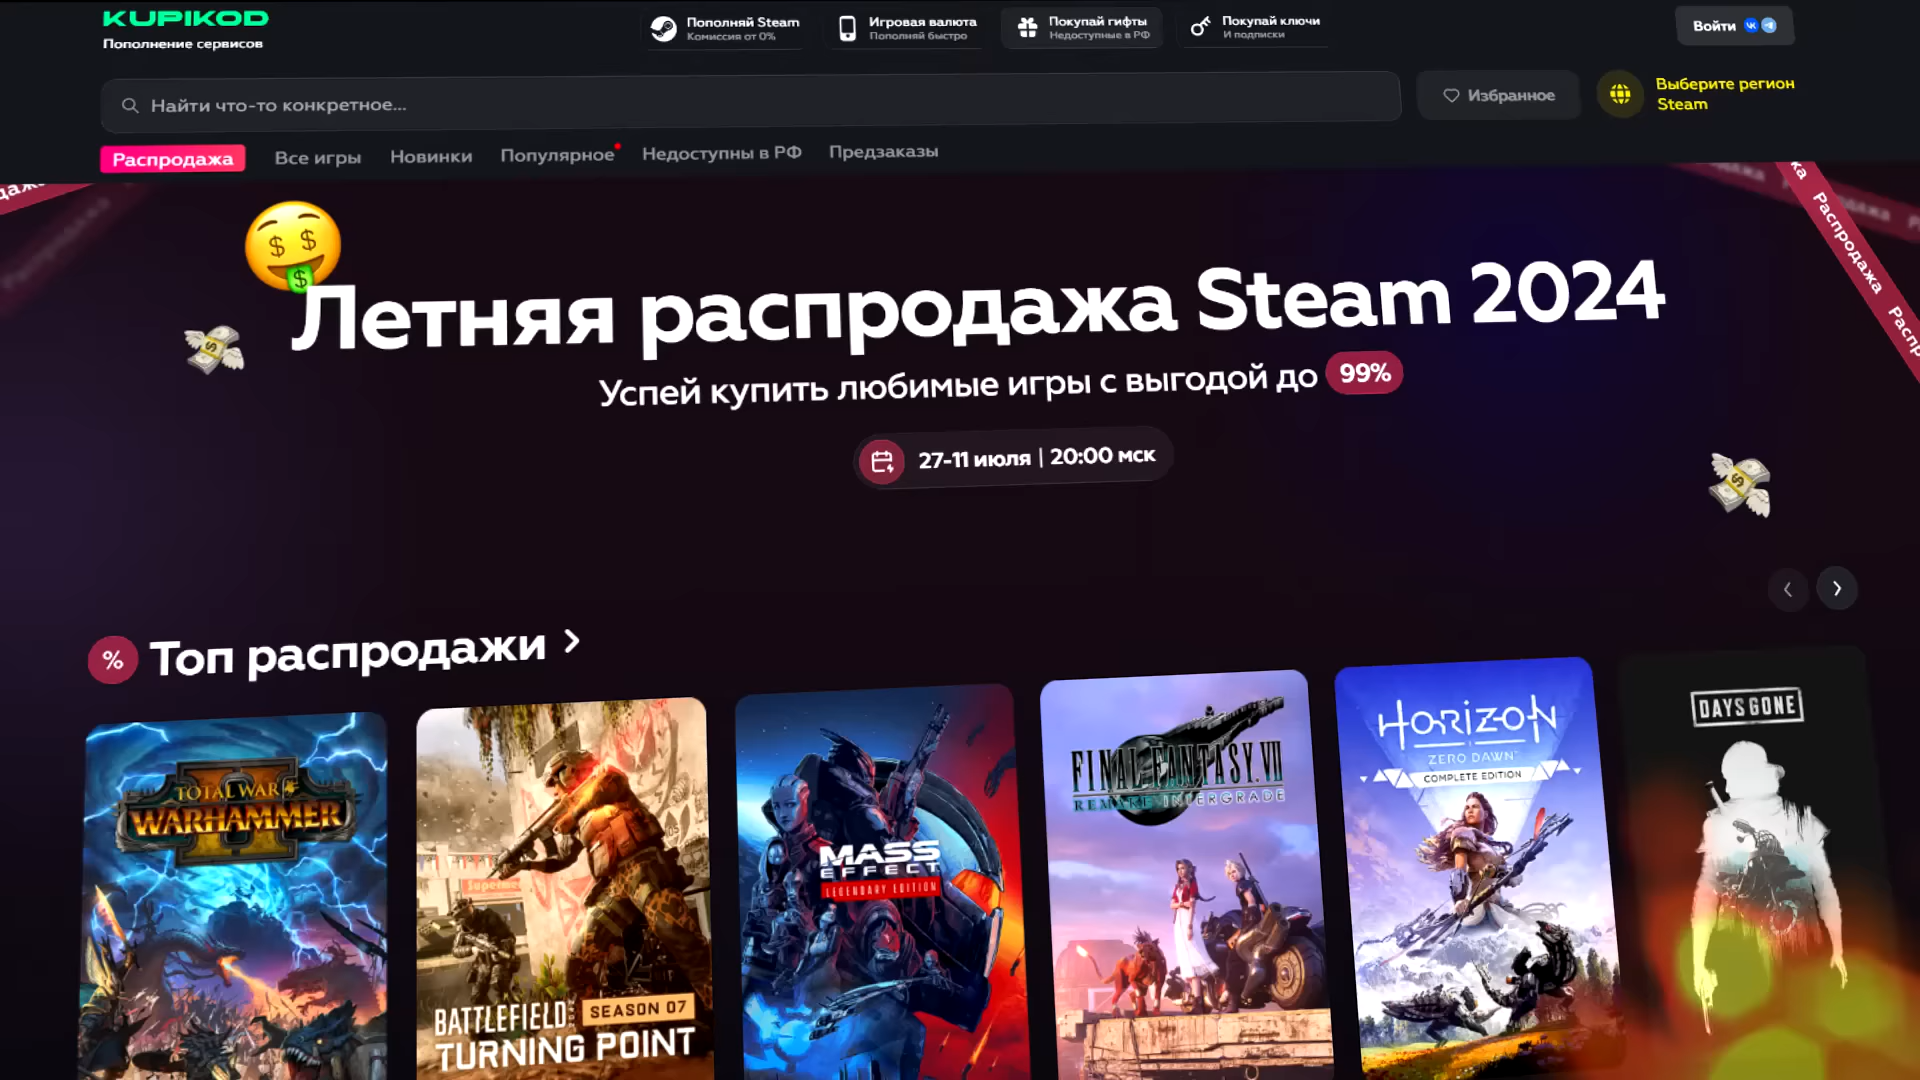 KUPIKOD
Пополнение сервисов
Пополняй Steam
Комиссия от 0%
Игровая валюта
Пополняй быстро
Покупай гифты
Недоступные в РФ
Покупай ключи
И подписки
Войти
Найти что-то конкретное...
Избранное
Выберите регион
Steam
Распродажа
Все игры
Новинки
Популярное
Недоступны в РФ
Предзаказы
Распродажа
Летняя распродажа Steam 2024
Успей купить любимые игры с выгодой до 99%
27-11 июля | 20:00 мск
% Топ распродажи
TOTAL WAR
WARHAMMER
II
BATTLEFIELD
SEASON 07
TURNING POINT
MASS
EFFECT
LEGENDARY EDITION
FINAL FANTASY VII
REMAKE INTERGRADE
HORIZON
ZERO DAWN
COMPLETE EDITION
DAYS GONE